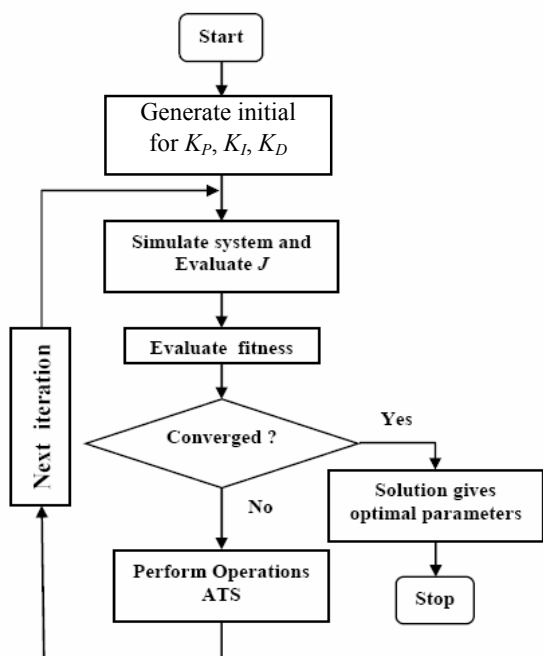 Start
Generate initial
for K_P, K_I, K_D
Simulate system and
Evaluate J
Evaluate fitness
Converged ?
Yes
No
Next iteration
Solution gives
optimal parameters
Perform Operations
ATS
Stop